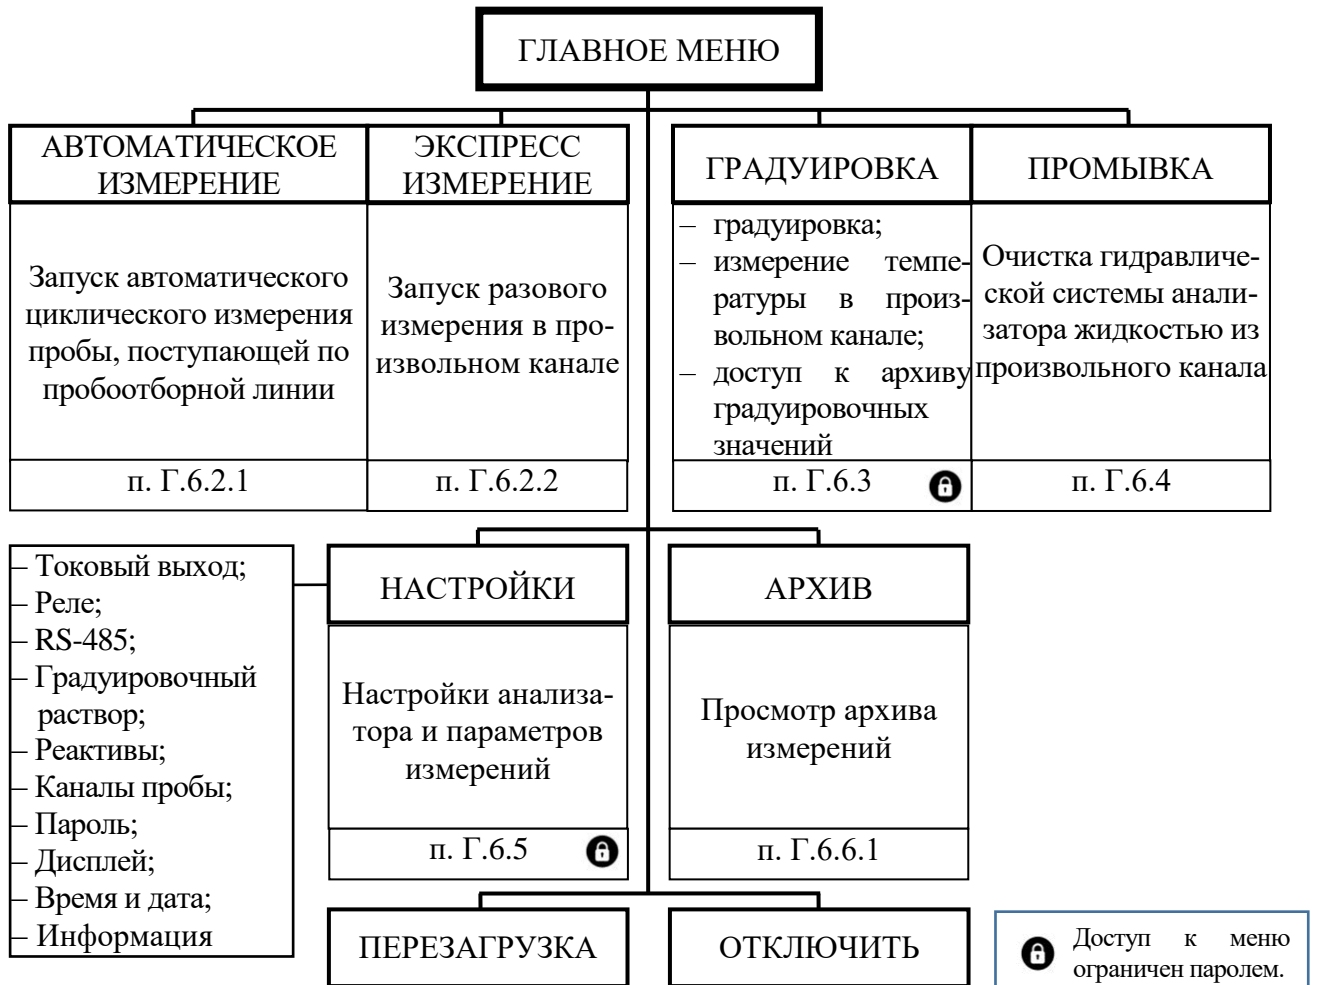 ГЛАВНОЕ МЕНЮ
АВТОМАТИЧЕСКОЕ
ИЗМЕРЕНИЕ
Запуск автоматического
циклического измерения
пробы, поступающей по
пробоотборной линии
п. Г.6.2.1
ЭКСПРЕСС
ИЗМЕРЕНИЕ
Запуск разового
измерения в про-
извольном канале
п. Г.6.2.2
ГРАДУИРОВКА
– градуировка;
– измерение темпе-
ратуры в произ-
вольном канале;
– доступ к архиву
градуировочных
значений
п. Г.6.3
ПРОМЫВКА
Очистка гидравличе-
ской системы анали-
затора жидкостью из
произвольного канала
п. Г.6.4
– Токовый выход;
– Реле;
– RS-485;
– Градуировочный
раствор;
– Реактивы;
– Каналы пробы;
– Пароль;
– Дисплей;
– Время и дата;
– Информация
НАСТРОЙКИ
Настройки анализа-
тора и параметров
измерений
п. Г.6.5
АРХИВ
Просмотр архива
измерений
п. Г.6.6.1
ПЕРЕЗАГРУЗКА
ОТКЛЮЧИТЬ
Доступ к меню
ограничен паролем.